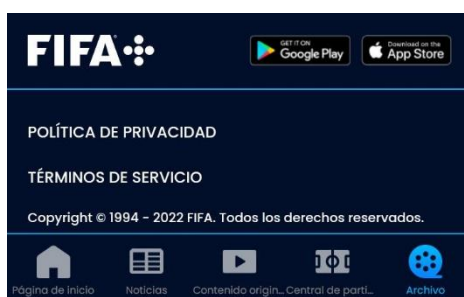 FIFA+
GET IT ON
Google Play
Download on the
App Store
POLÍTICA DE PRIVACIDAD
TÉRMINOS DE SERVICIO
Copyright © 1994 - 2022 FIFA. Todos los derechos reservados.
Página de inicio
Noticias
Contenido origin...
Central de parti...
Archivo